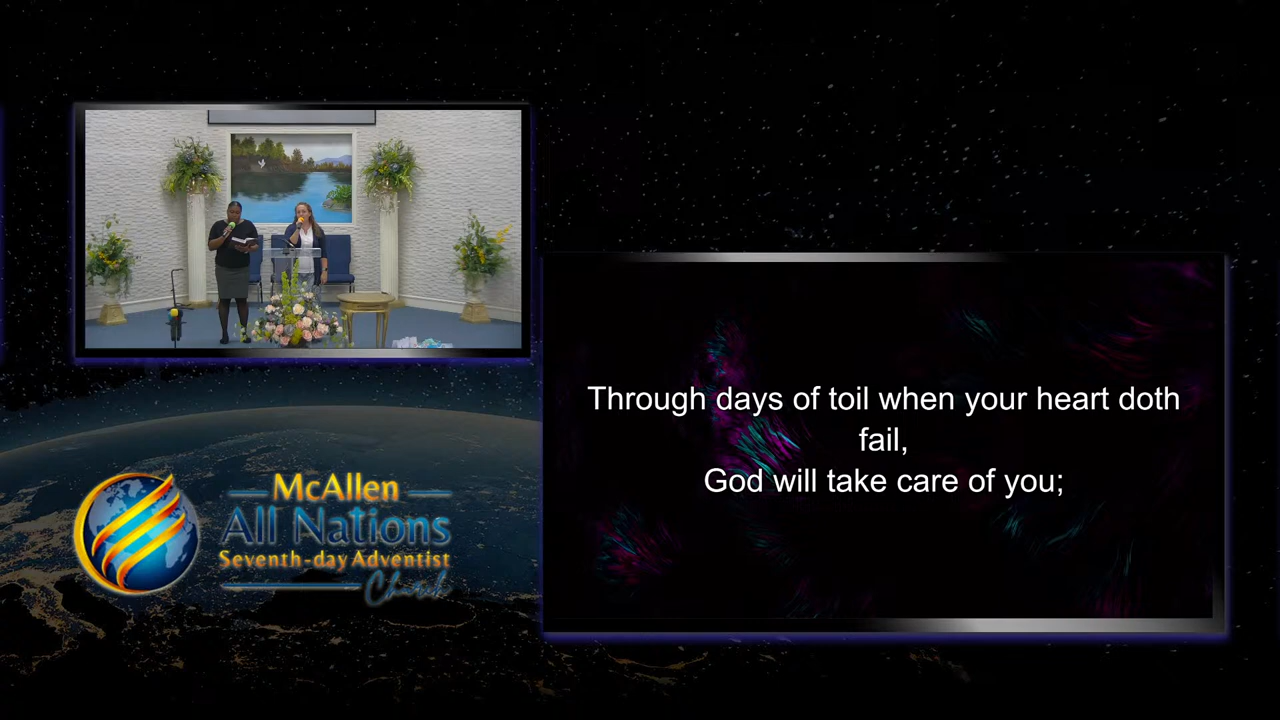 McAllen
All Nations
Seventh-day Adventist
Church
Through days of toil when your heart doth
fail,
God will take care of you;